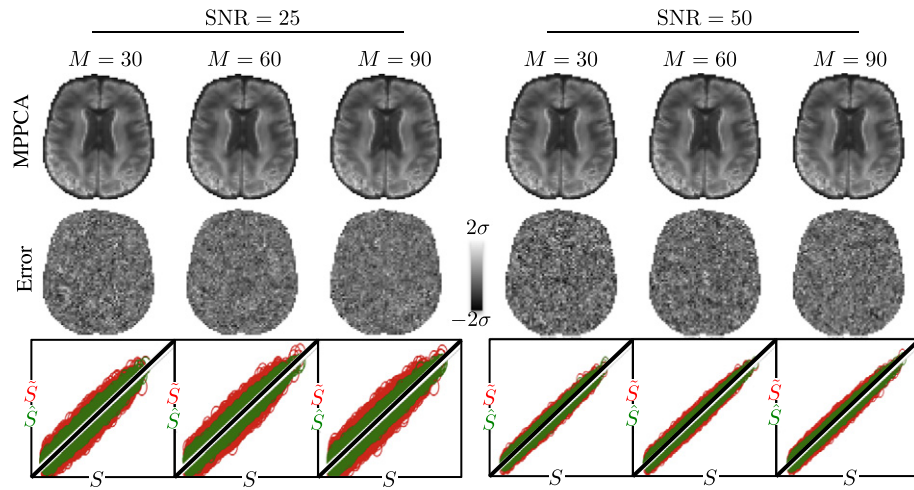 SNR = 25 SNR = 50
M = 30 M = 60 M = 90 M = 30 M = 60 M = 90
MPPCA
Error
2σ
−2σ
S̃ S̃ S̃ S̃ S̃ S̃
Ŝ Ŝ Ŝ Ŝ Ŝ Ŝ
S S S S S S